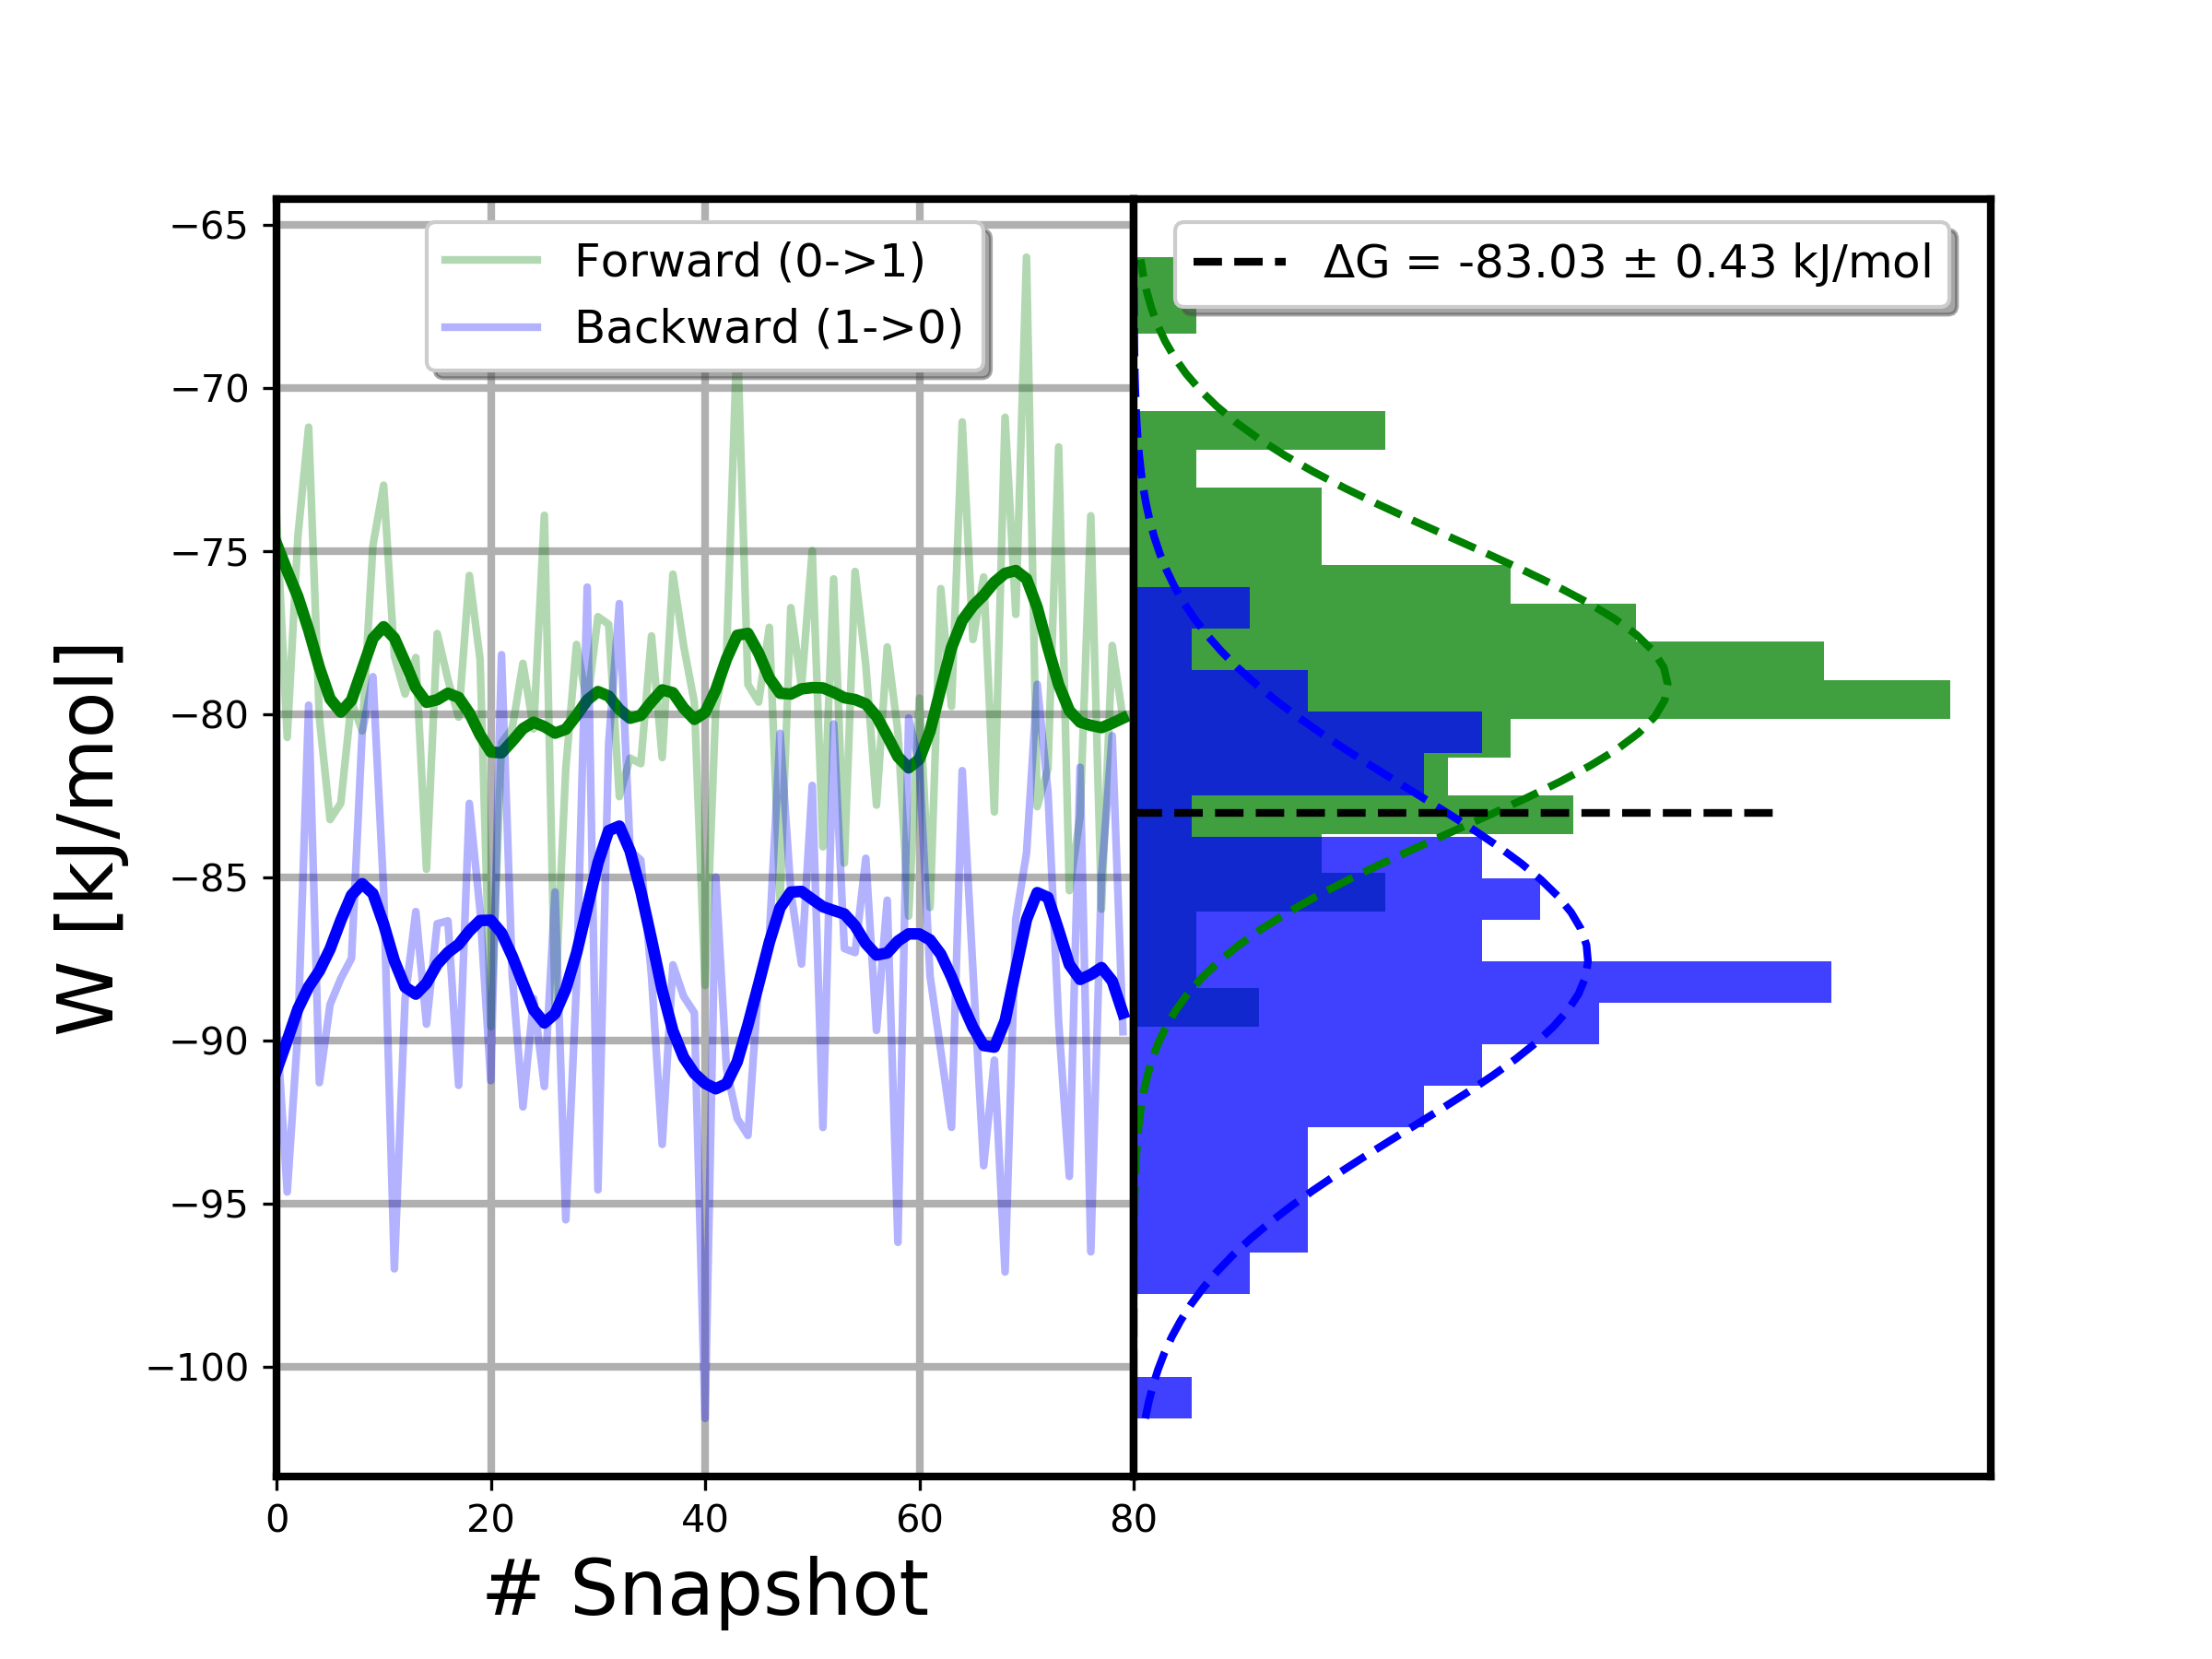 Forward (0->1)
Backward (1->0)
ΔG = -83.03 ± 0.43 kJ/mol
W [kJ/mol]
−65
−70
−75
−80
−85
−90
−95
−100
0 20 40 60 80
# Snapshot